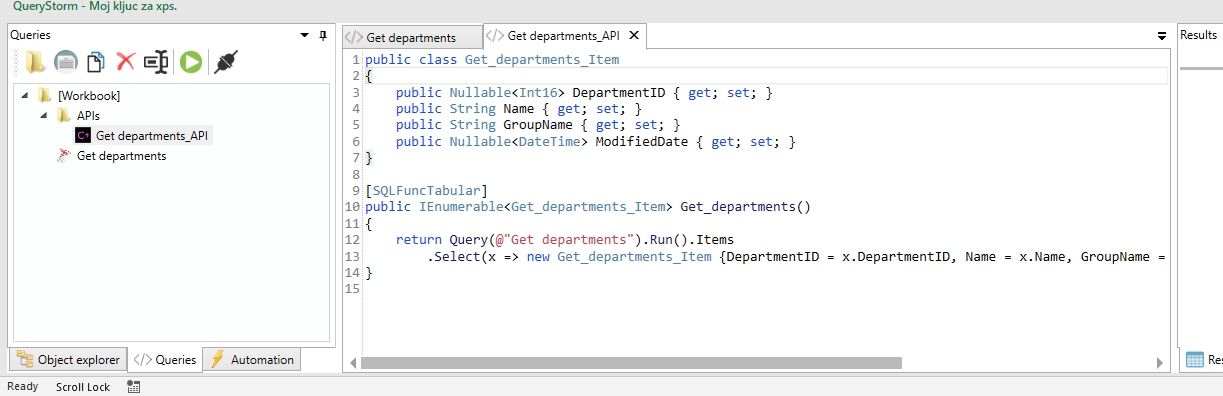 QueryStorm - Moj kljuc za xps.
Queries
[Workbook]
APIs
Get departments_API
Get departments
Object explorer
Queries
Automation
Get departments
Get departments_API
1 public class Get_departments_Item
2 {
3 public Nullable<Int16> DepartmentID { get; set; }
4 public String Name { get; set; }
5 public String GroupName { get; set; }
6 public Nullable<DateTime> ModifiedDate { get; set; }
7 }
8
9 [SQLFuncTabular]
10 public IEnumerable<Get_departments_Item> Get_departments()
11 {
12 return Query(@"Get departments").Run().Items
13 .Select(x => new Get_departments_Item {DepartmentID = x.DepartmentID, Name = x.Name, GroupName =
14 }
15
Results
Res
Ready Scroll Lock